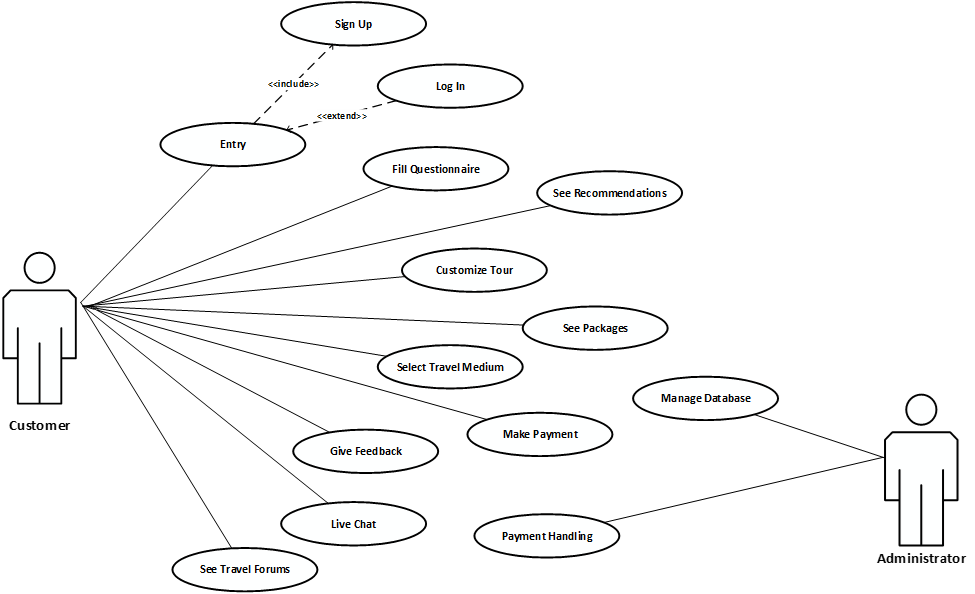 Sign Up
<<include>>
Log In
<<extend>>
Entry
Fill Questionnaire
See Recommendations
Customize Tour
See Packages
Select Travel Medium
Manage Database
Customer
Make Payment
Give Feedback
Live Chat
Payment Handling
Administrator
See Travel Forums